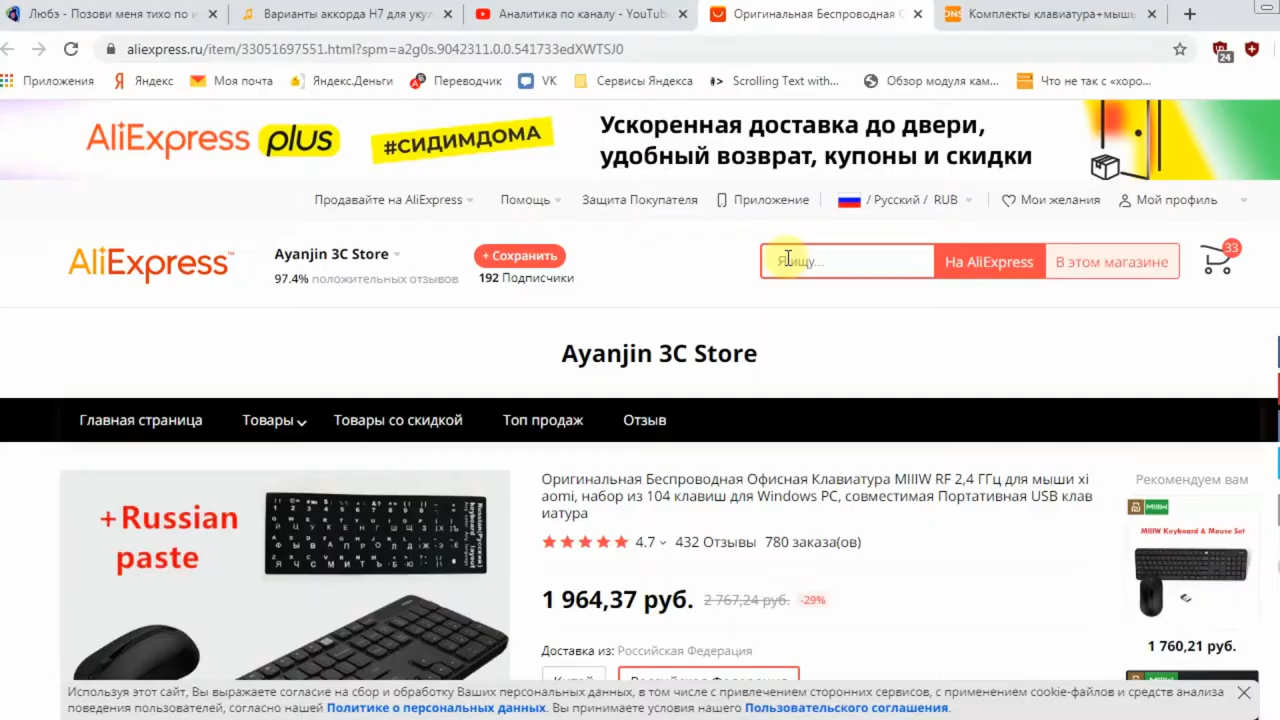 Любэ - Позови меня тихо по и
Варианты аккорда H7 для укул
Аналитика по каналу - YouTub
Оригинальная Беспроводная О
DNS
Комплекты клавиатура+мышь
aliexpress.ru/item/33051697551.html?spm=a2g0s.9042311.0.0.541733edXWTSJ0
24
Приложения
Яндекс
Моя почта
Яндекс.Деньги
Переводчик
VK
Сервисы Яндекса
Scrolling Text with...
Обзор модуля кам...
Что не так с «хоро...
AliExpress plus
#СИДИМДОМА
Ускоренная доставка до двери,
удобный возврат, купоны и скидки
Продавайте на AliExpress
Помощь
Защита Покупателя
Приложение
/ Русский / RUB
Мои желания
Мой профиль
AliExpress™
Ayanjin 3C Store
97.4% положительных отзывов
+ Сохранить
192 Подписчики
Я ищу...
На AliExpress
В этом магазине
33
Ayanjin 3C Store
Главная страница
Товары
Товары со скидкой
Топ продаж
Отзыв
+Russian
paste
Оригинальная Беспроводная Офисная Клавиатура MIIIW RF 2,4 ГГц для мыши xi
aomi, набор из 104 клавиш для Windows PC, совместимая Портативная USB клав
иатура
4.7
432 Отзывы
780 заказа(ов)
1 964,37 руб. 2 767,24 руб. -29%
Доставка из: Российская Федерация
Китай
Российская Федерация
Рекомендуем вам
MIIIW
MIIIW Keyboard & Mouse Set
1 760,21 руб.
Используя этот сайт, Вы выражаете согласие на сбор и обработку Ваших персональных данных, в том числе с привлечением сторонних сервисов, с применением cookie-файлов и средств анализа
поведения пользователей, согласно нашей Политике о персональных данных. Вы принимаете условия нашего Пользовательского соглашения.